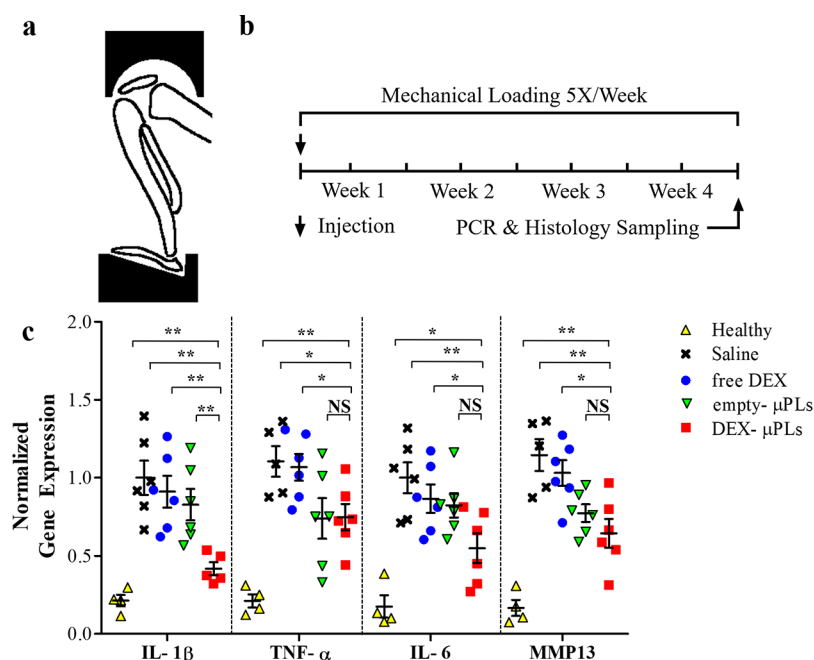 a
b
Mechanical Loading 5X/Week
Week 1 Week 2 Week 3 Week 4
Injection PCR & Histology Sampling
c
Normalized
Gene Expression
2.0
1.5
1.0
0.5
0.0
** ** * **
** * ** **
** * * *
** NS NS NS
IL- 1β TNF- α IL- 6 MMP13
Healthy
Saline
free DEX
empty- μPLs
DEX- μPLs